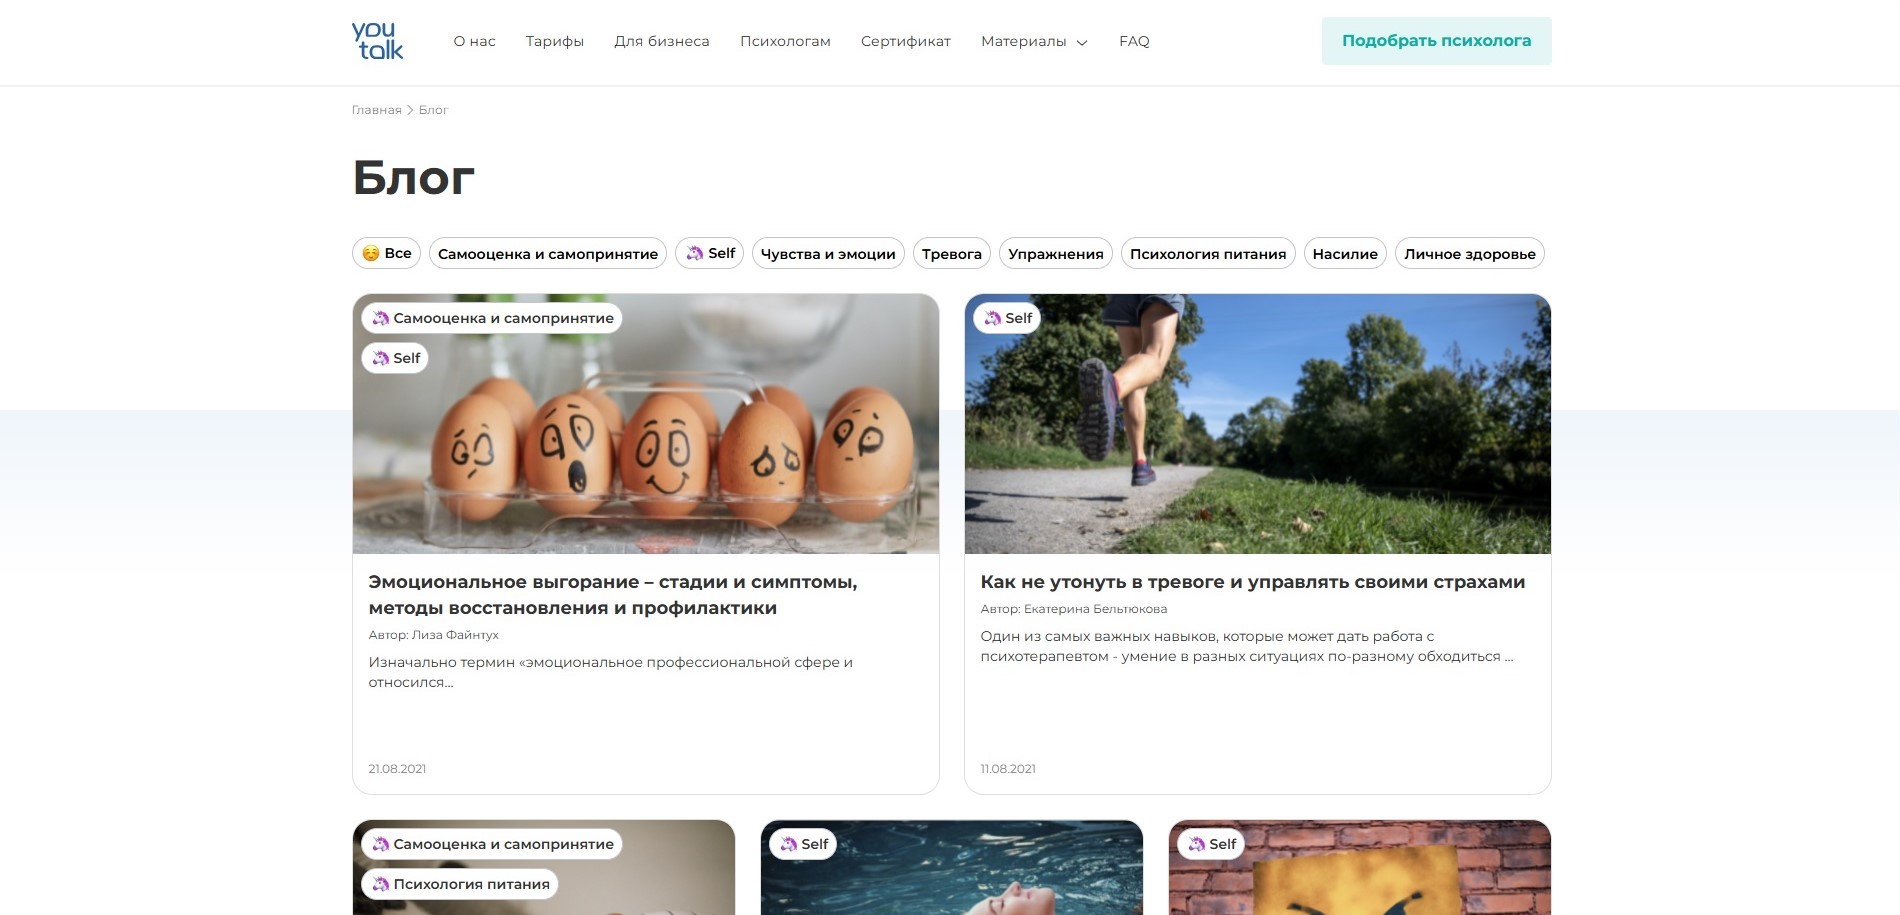 you
talk
О нас
Тарифы
Для бизнеса
Психологам
Сертификат
Материалы
FAQ
Подобрать психолога
Главная > Блог
Блог
Все
Самооценка и самопринятие
Self
Чувства и эмоции
Тревога
Упражнения
Психология питания
Насилие
Личное здоровье
Самооценка и самопринятие
Self
Эмоциональное выгорание – стадии и симптомы,
методы восстановления и профилактики
Автор: Лиза Файнтух
Изначально термин «эмоциональное профессиональной сфере и
относился...
21.08.2021
Self
Как не утонуть в тревоге и управлять своими страхами
Автор: Екатерина Бельтюкова
Один из самых важных навыков, которые может дать работа с
психотерапевтом - умение в разных ситуациях по-разному обходиться ...
11.08.2021
Самооценка и самопринятие
Психология питания
Self
Self